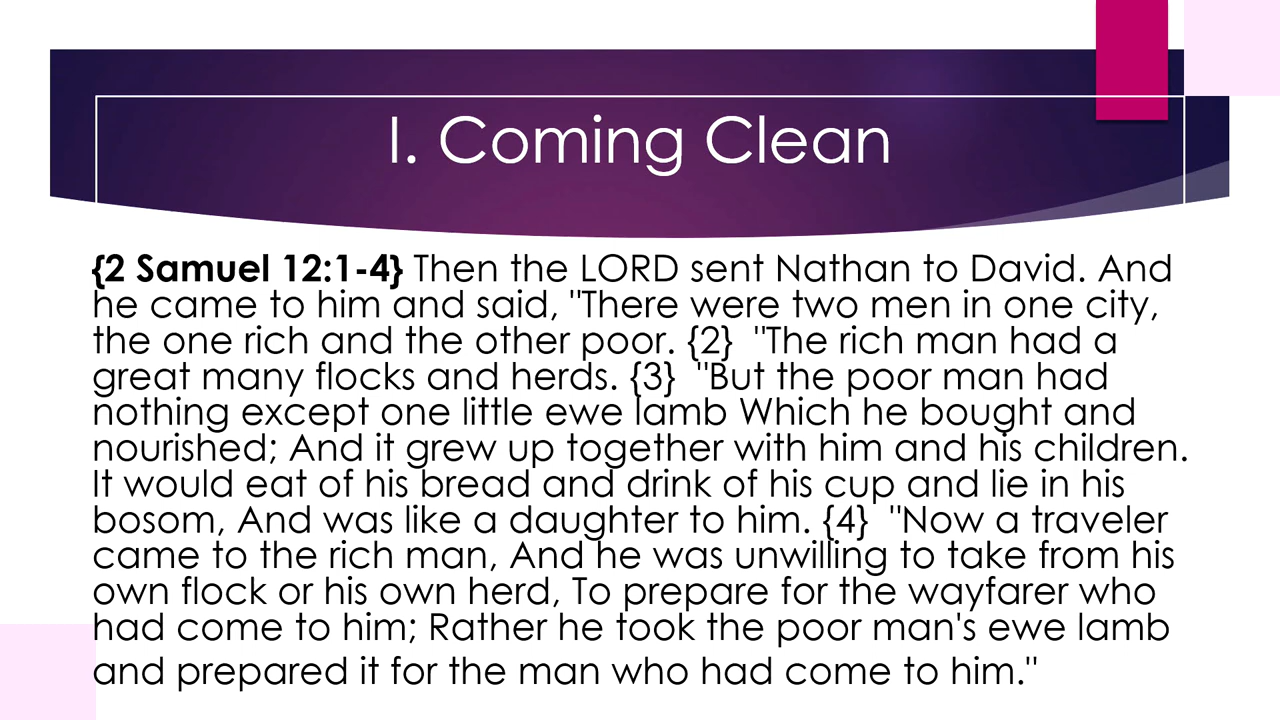 I. Coming Clean
{2 Samuel 12:1-4} Then the LORD sent Nathan to David. And
he came to him and said, "There were two men in one city,
the one rich and the other poor. {2}  "The rich man had a
great many flocks and herds. {3}  "But the poor man had
nothing except one little ewe lamb Which he bought and
nourished; And it grew up together with him and his children.
It would eat of his bread and drink of his cup and lie in his
bosom, And was like a daughter to him. {4}  "Now a traveler
came to the rich man, And he was unwilling to take from his
own flock or his own herd, To prepare for the wayfarer who
had come to him; Rather he took the poor man's ewe lamb
and prepared it for the man who had come to him."